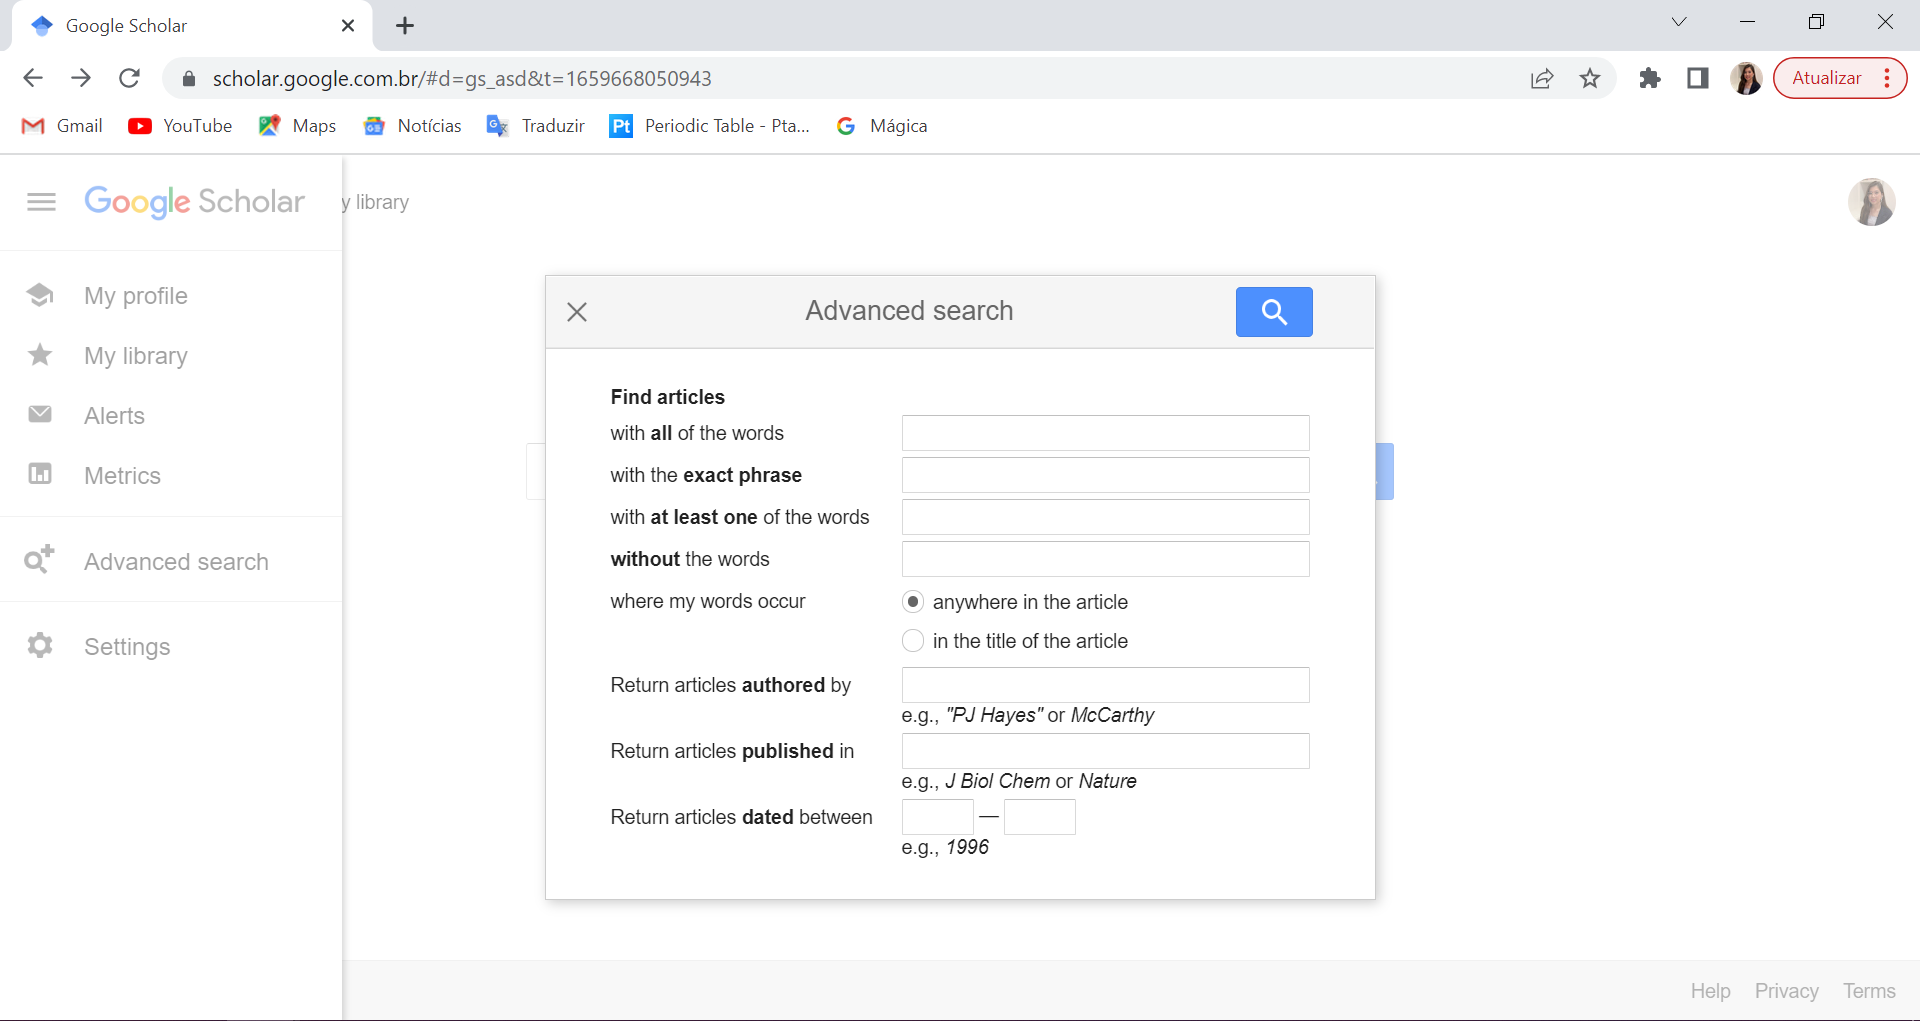 Google Scholar
scholar.google.com.br/#d=gs_asd&t=1659668050943
Atualizar
Gmail
YouTube
Maps
Notícias
Traduzir
Pt
Periodic Table - Pta...
Mágica
Google Scholar
y library
My profile
My library
Alerts
Metrics
Advanced search
Settings
Advanced search
Find articles
with all of the words
with the exact phrase
with at least one of the words
without the words
where my words occur
anywhere in the article
in the title of the article
Return articles authored by
e.g., "PJ Hayes" or McCarthy
Return articles published in
e.g., J Biol Chem or Nature
Return articles dated between
—
e.g., 1996
Help Privacy Terms